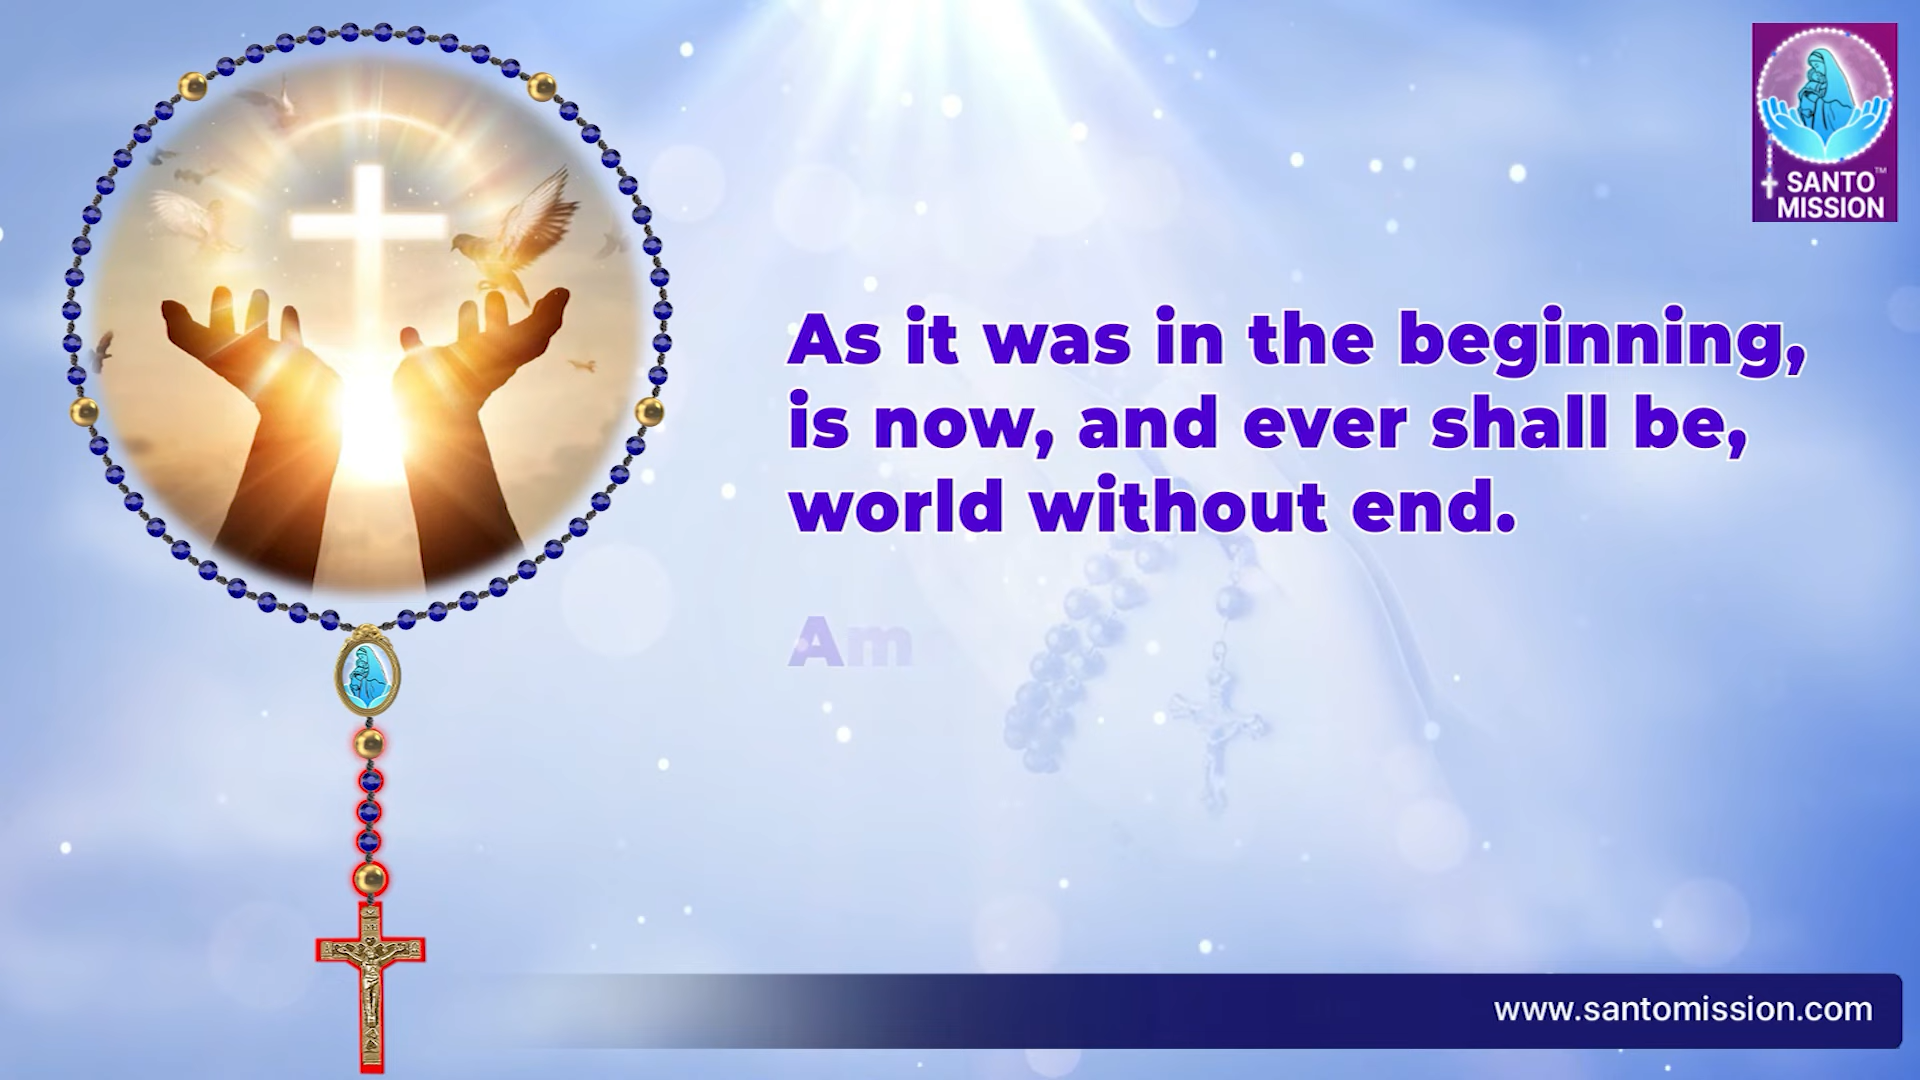 SANTO™
MISSION
As it was in the beginning,
is now, and ever shall be,
world without end.
Am
www.santomission.com